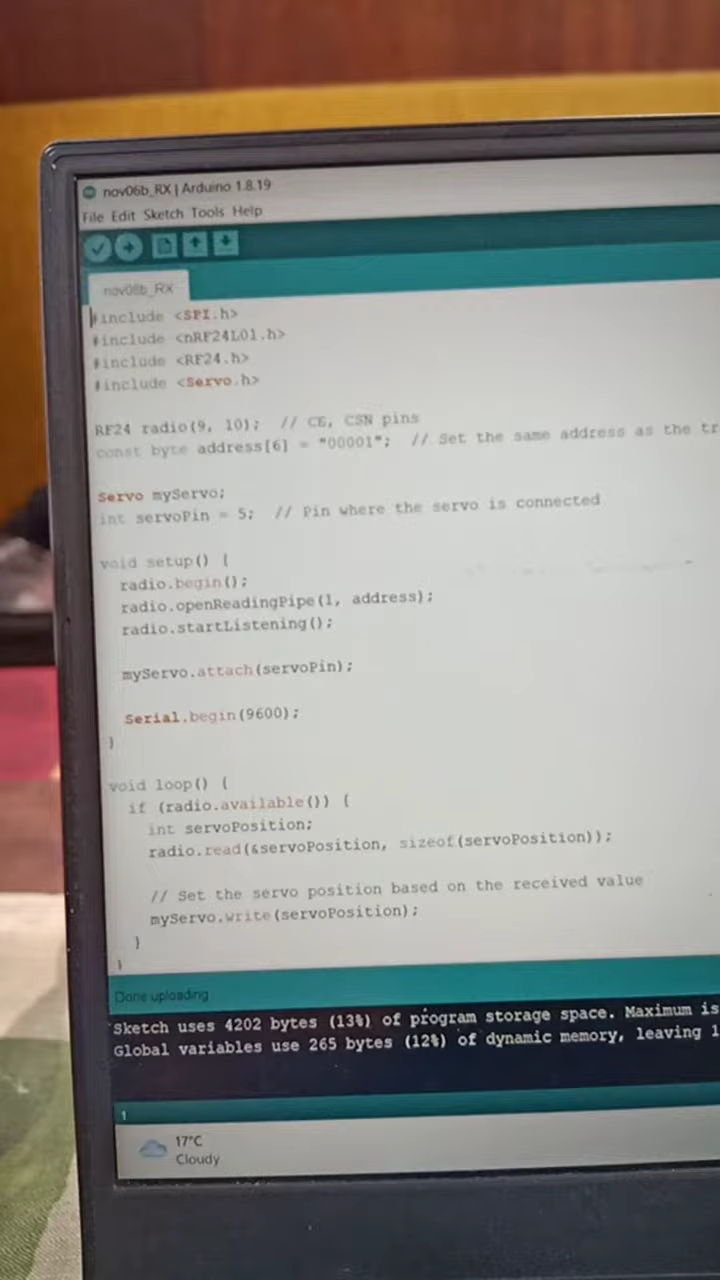 nov06b_RX | Arduino 1.8.19
File Edit Sketch Tools Help
nov06b_RX
#include <SPI.h>
#include <nRF24L01.h>
#include <RF24.h>
#include <Servo.h>
RF24 radio(9, 10);  // CE, CSN pins
const byte address[6] = "00001";  // Set the same address as the tr
Servo myServo;
int servoPin = 5;  // Pin where the servo is connected
void setup() {
  radio.begin();
  radio.openReadingPipe(1, address);
  radio.startListening();
  myServo.attach(servoPin);
  Serial.begin(9600);
}
void loop() {
  if (radio.available()) {
    int servoPosition;
    radio.read(&servoPosition, sizeof(servoPosition));
    // Set the servo position based on the received value
    myServo.write(servoPosition);
  }
}
Done uploading
Sketch uses 4202 bytes (13%) of program storage space. Maximum is
Global variables use 265 bytes (12%) of dynamic memory, leaving 1
1
17°C
Cloudy